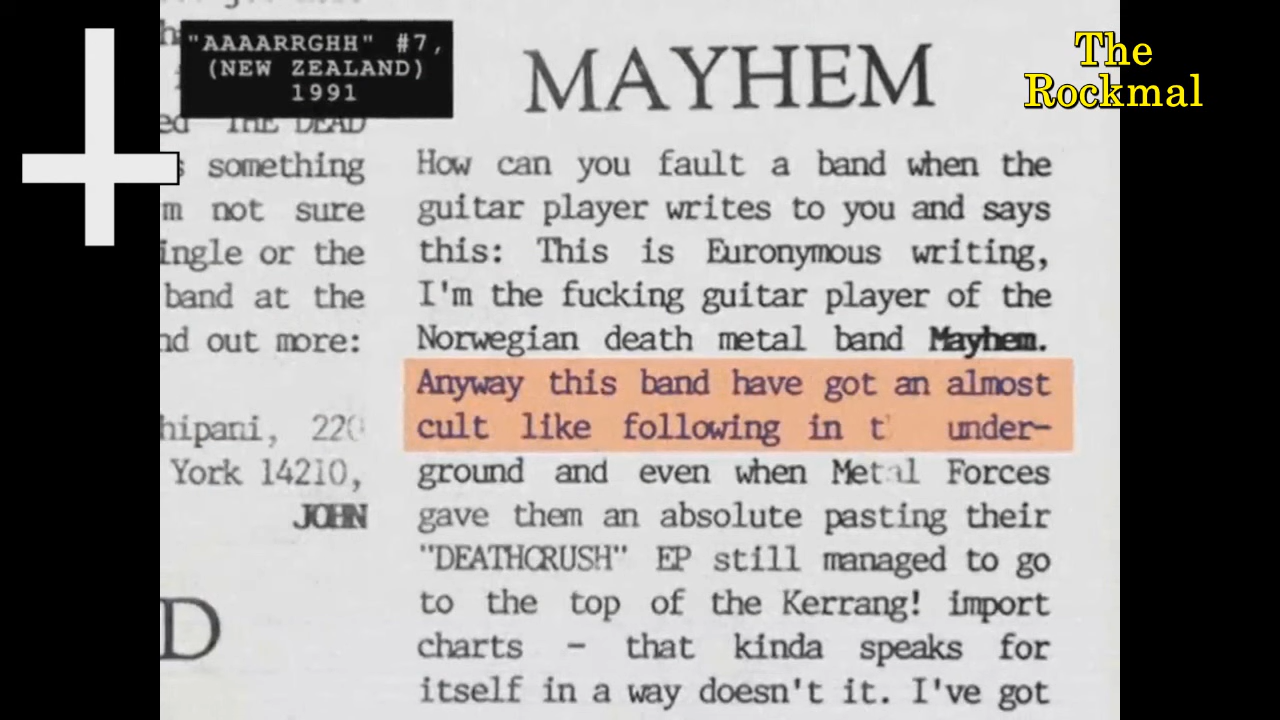 "AAAARRGHH" #7,
(NEW ZEALAND)
1991
The
Rockmal
THE DEAD
something
not sure
or the
band at the
out more:
York 14210,
JOHN
D
MAYHEM
How can you fault a band when the
guitar player writes to you and says
this: This is Euronymous writing,
I'm the fucking guitar player of the
Norwegian death metal band Mayhem.
Anyway this band have got an almost
cult like following in under-
ground and even when Metal Forces
gave them an absolute pasting their
"DEATHCRUSH" EP still managed to go
to the top of the Kerrang! import
charts - that kinda speaks for
itself in a way doesn't it. I've got